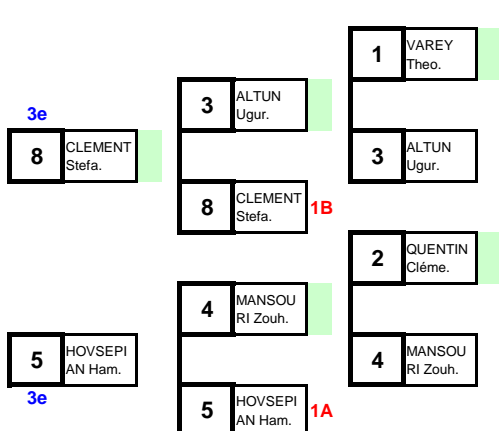 1
VAREY
Theo.
3
ALTUN
Ugur.
3e
8
CLEMENT
Stefa.
3
ALTUN
Ugur.
8
CLEMENT
Stefa.
1B
2
QUENTIN
Cléme.
4
MANSOU
RI Zouh.
5
HOVSEPI
AN Ham.
3e
4
MANSOU
RI Zouh.
5
HOVSEPI
AN Ham.
1A